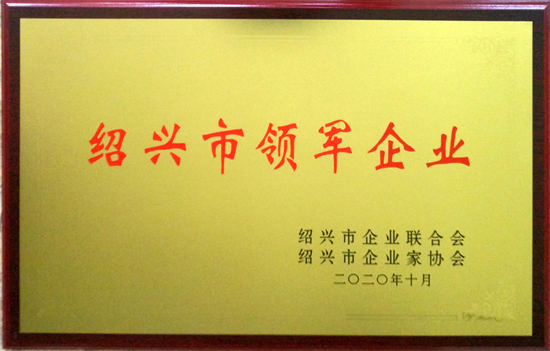 绍兴市领军企业
绍兴市企业联合会
绍兴市企业家协会
二〇二〇年十月